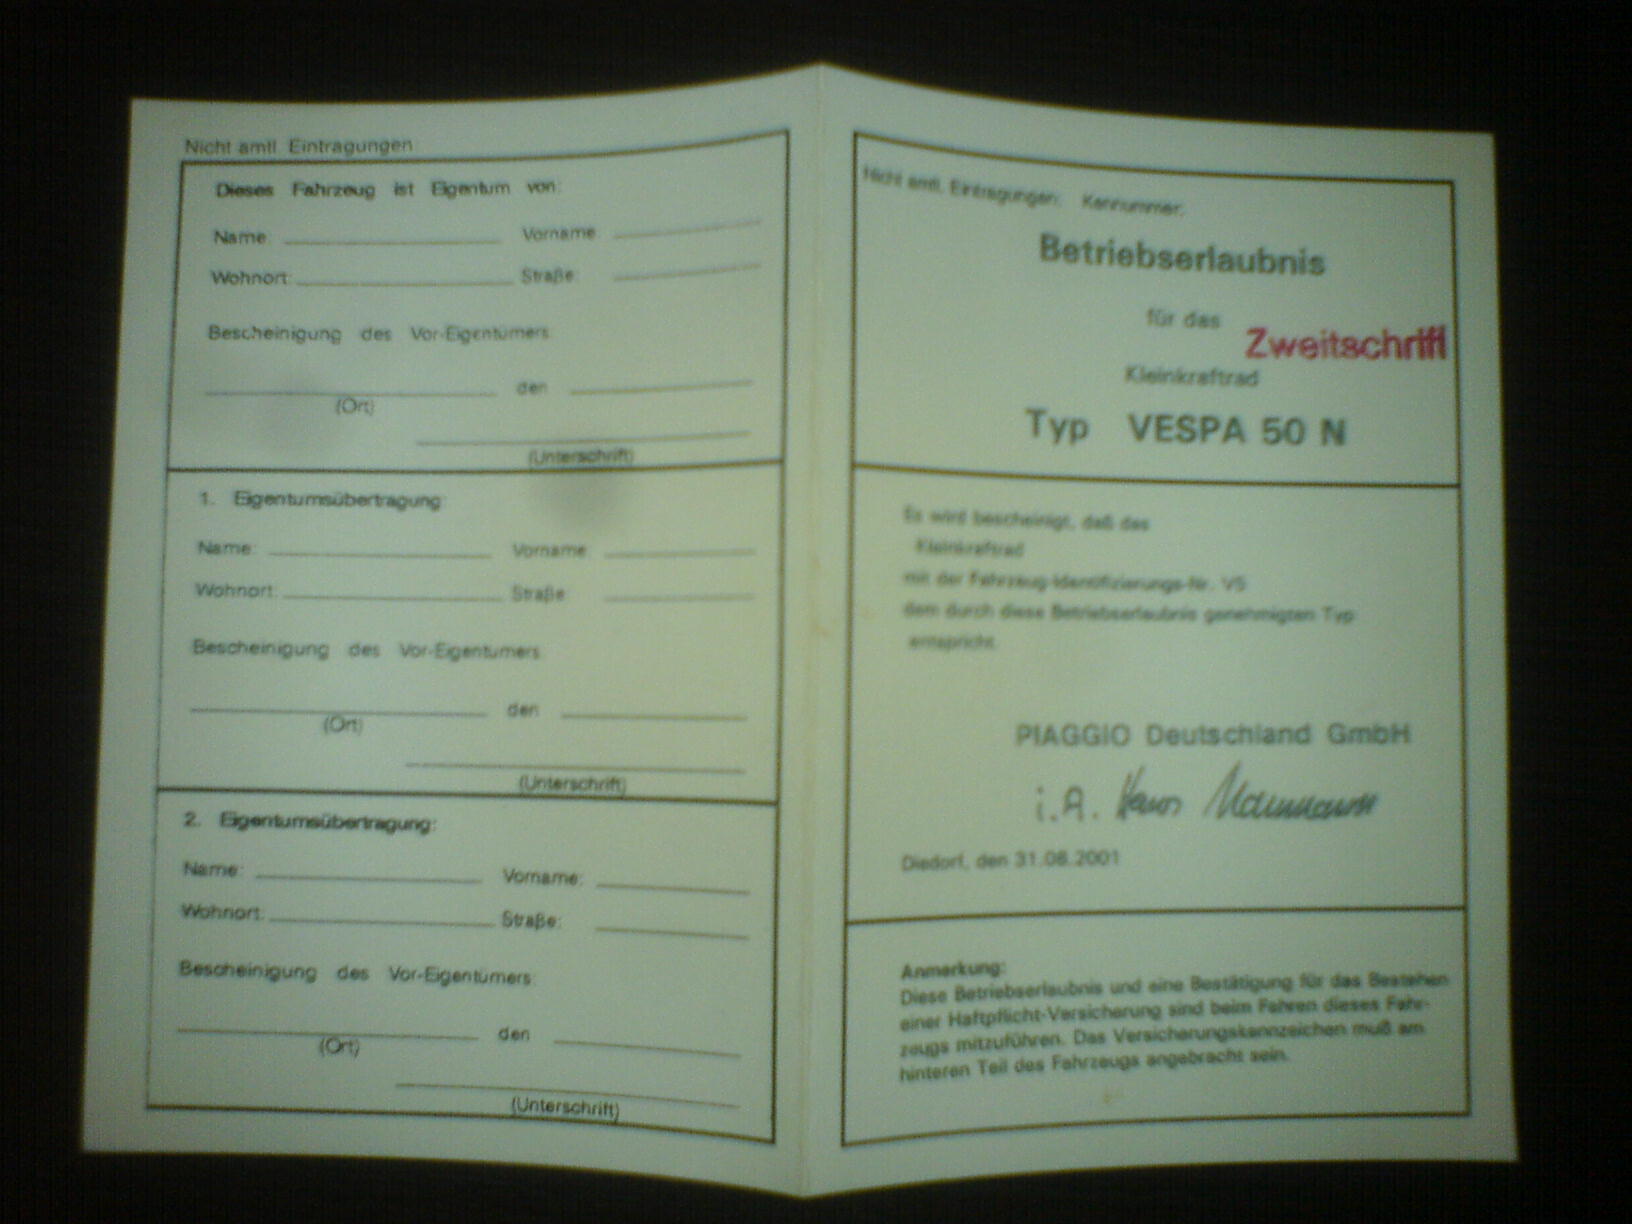 Nicht amtl. Eintragungen
Dieses Fahrzeug ist Eigentum von:
Name: Vorname:
Wohnort: Straße:
Bescheinigung des Vor-Eigentümers
den
(Ort)
(Unterschrift)
1. Eigentumsübertragung:
Name: Vorname:
Wohnort: Straße
Bescheinigung des Vor-Eigentümers
den
(Ort)
(Unterschrift)
2. Eigentumsübertragung:
Name: Vorname:
Wohnort: Straße:
Bescheinigung des Vor-Eigentümers:
den
(Ort)
(Unterschrift)
Nicht amtl. Eintragungen: Kennummer:
Betriebserlaubnis
für das
Zweitschrift
Kleinkraftrad
Typ VESPA 50 N
Es wird bescheinigt, daß das
Kleinkraftrad
mit der Fahrzeug-Identifizierungs-Nr. V5
dem durch diese Betriebserlaubnis genehmigten Typ
entspricht.
PIAGGIO Deutschland GmbH
i.A.
Diedorf, den 31.08.2001
Anmerkung:
Diese Betriebserlaubnis und eine Bestätigung für das Bestehen
einer Haftpflicht-Versicherung sind beim Fahren dieses Fahr-
zeugs mitzuführen. Das Versicherungskennzeichen muß am
hinteren Teil des Fahrzeugs angebracht sein.